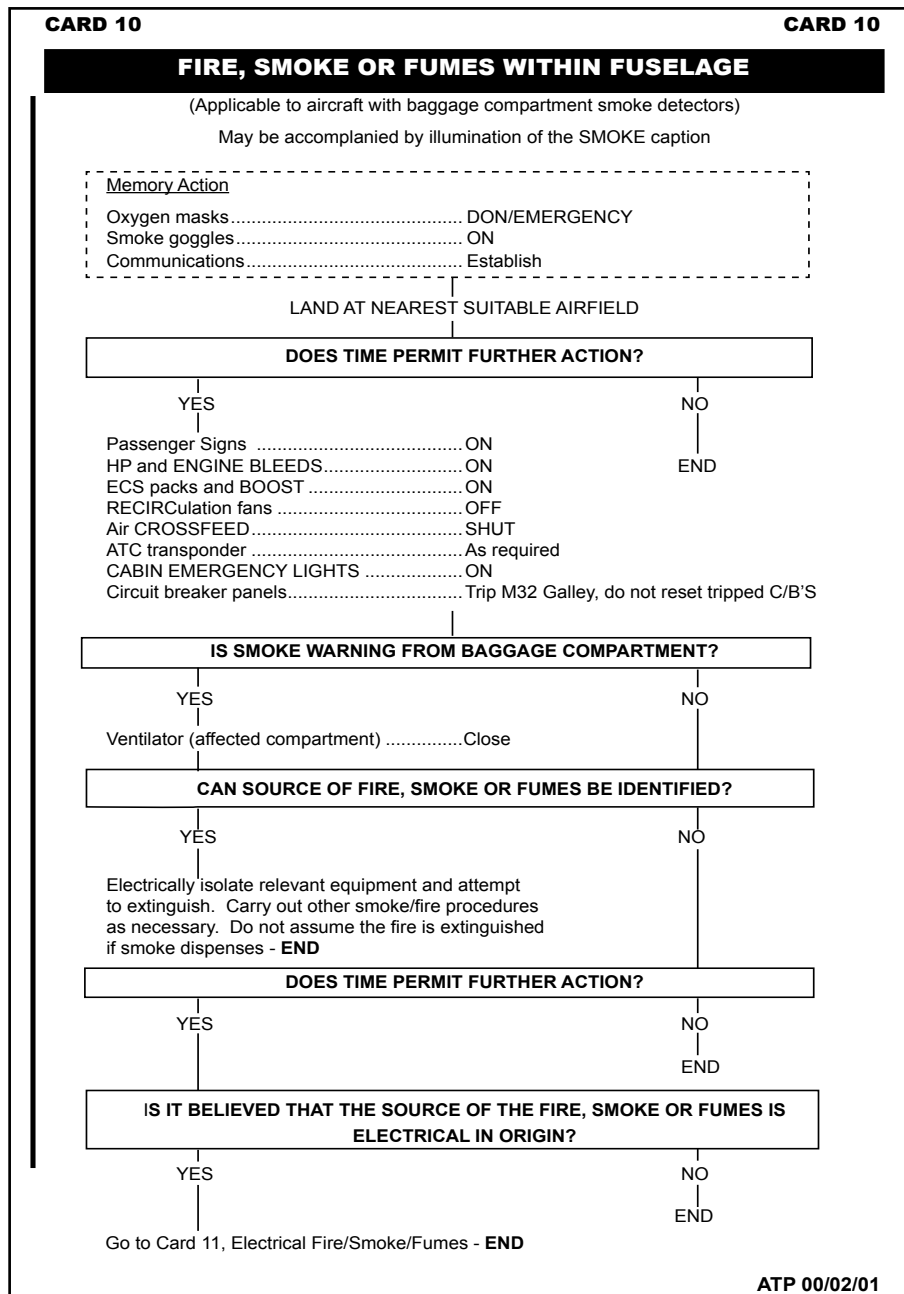 CARD 10 CARD 10
FIRE, SMOKE OR FUMES WITHIN FUSELAGE
(Applicable to aircraft with baggage compartment smoke detectors)
May be accomplanied by illumination of the SMOKE caption
Memory Action
Oxygen masks............................................. DON/EMERGENCY
Smoke goggles............................................ ON
Communications.......................................... Establish
LAND AT NEAREST SUITABLE AIRFIELD
DOES TIME PERMIT FURTHER ACTION?
YES NO
Passenger Signs ........................................ON
HP and ENGINE BLEEDS...........................ON END
ECS packs and BOOST ..............................ON
RECIRCulation fans ....................................OFF
Air CROSSFEED.........................................SHUT
ATC transponder .........................................As required
CABIN EMERGENCY LIGHTS ...................ON
Circuit breaker panels..................................Trip M32 Galley, do not reset tripped C/B'S
IS SMOKE WARNING FROM BAGGAGE COMPARTMENT?
YES NO
Ventilator (affected compartment) ...............Close
CAN SOURCE OF FIRE, SMOKE OR FUMES BE IDENTIFIED?
YES NO
Electrically isolate relevant equipment and attempt
to extinguish. Carry out other smoke/fire procedures
as necessary. Do not assume the fire is extinguished
if smoke dispenses - END
DOES TIME PERMIT FURTHER ACTION?
YES NO
END
IS IT BELIEVED THAT THE SOURCE OF THE FIRE, SMOKE OR FUMES IS
ELECTRICAL IN ORIGIN?
YES NO
END
Go to Card 11, Electrical Fire/Smoke/Fumes - END
ATP 00/02/01